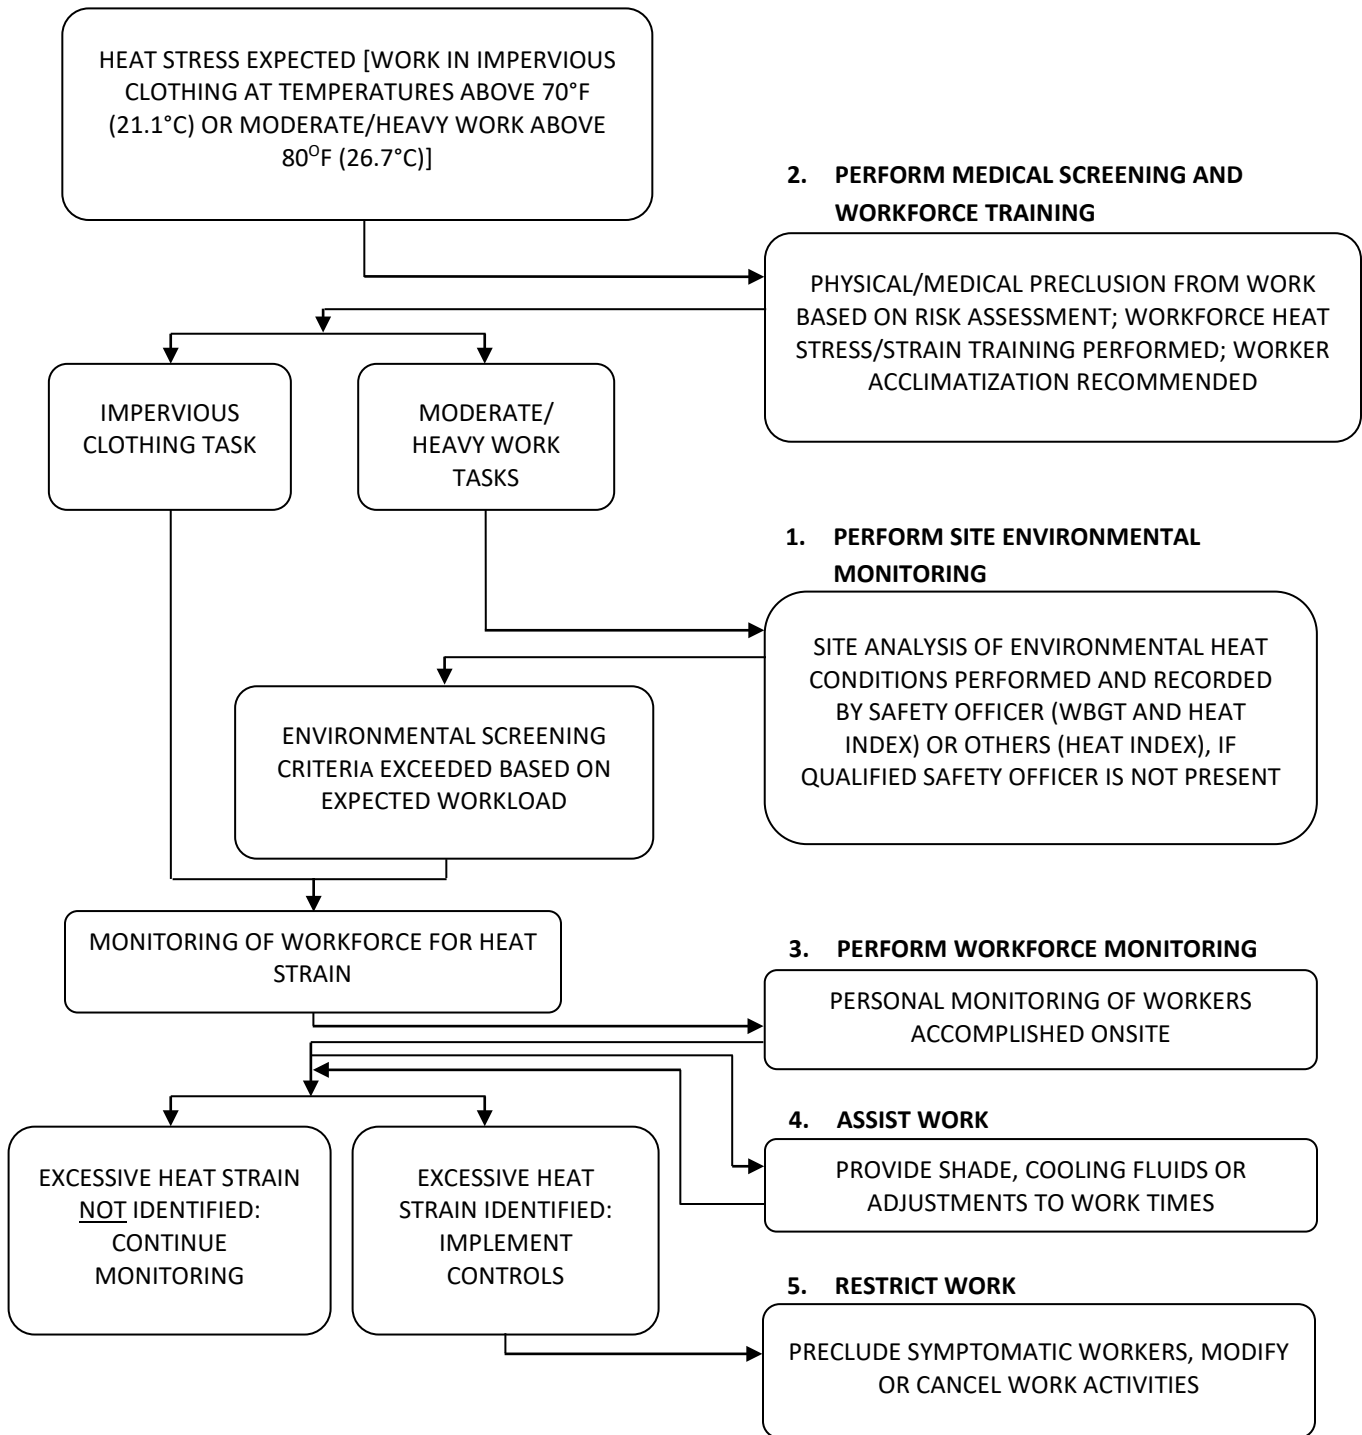 HEAT STRESS EXPECTED [WORK IN IMPERVIOUS
CLOTHING AT TEMPERATURES ABOVE 70°F
(21.1°C) OR MODERATE/HEAVY WORK ABOVE
80ᴼF (26.7°C)]
2. PERFORM MEDICAL SCREENING AND
WORKFORCE TRAINING
PHYSICAL/MEDICAL PRECLUSION FROM WORK
BASED ON RISK ASSESSMENT; WORKFORCE HEAT
STRESS/STRAIN TRAINING PERFORMED; WORKER
ACCLIMATIZATION RECOMMENDED
IMPERVIOUS
CLOTHING TASK
MODERATE/
HEAVY WORK
TASKS
1. PERFORM SITE ENVIRONMENTAL
MONITORING
SITE ANALYSIS OF ENVIRONMENTAL HEAT
CONDITIONS PERFORMED AND RECORDED
BY SAFETY OFFICER (WBGT AND HEAT
INDEX) OR OTHERS (HEAT INDEX), IF
QUALIFIED SAFETY OFFICER IS NOT PRESENT
ENVIRONMENTAL SCREENING
CRITERIA EXCEEDED BASED ON
EXPECTED WORKLOAD
MONITORING OF WORKFORCE FOR HEAT
STRAIN
3. PERFORM WORKFORCE MONITORING
PERSONAL MONITORING OF WORKERS
ACCOMPLISHED ONSITE
4. ASSIST WORK
PROVIDE SHADE, COOLING FLUIDS OR
ADJUSTMENTS TO WORK TIMES
EXCESSIVE HEAT STRAIN
NOT IDENTIFIED:
CONTINUE
MONITORING
EXCESSIVE HEAT
STRAIN IDENTIFIED:
IMPLEMENT
CONTROLS
5. RESTRICT WORK
PRECLUDE SYMPTOMATIC WORKERS, MODIFY
OR CANCEL WORK ACTIVITIES